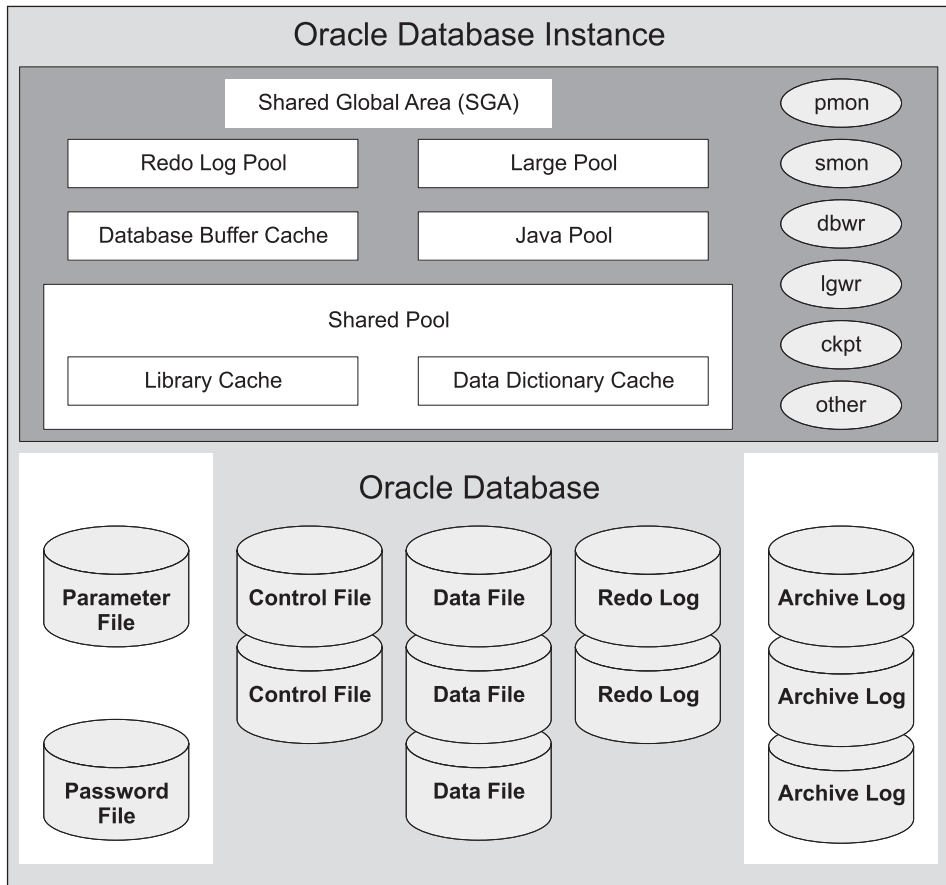 Oracle Database Instance
Shared Global Area (SGA)
pmon
Redo Log Pool
Large Pool
smon
Database Buffer Cache
Java Pool
dbwr
lgwr
Shared Pool
ckpt
Library Cache
Data Dictionary Cache
other
Oracle Database
Parameter
File
Control File
Data File
Redo Log
Archive Log
Control File
Data File
Redo Log
Archive Log
Password
File
Data File
Archive Log